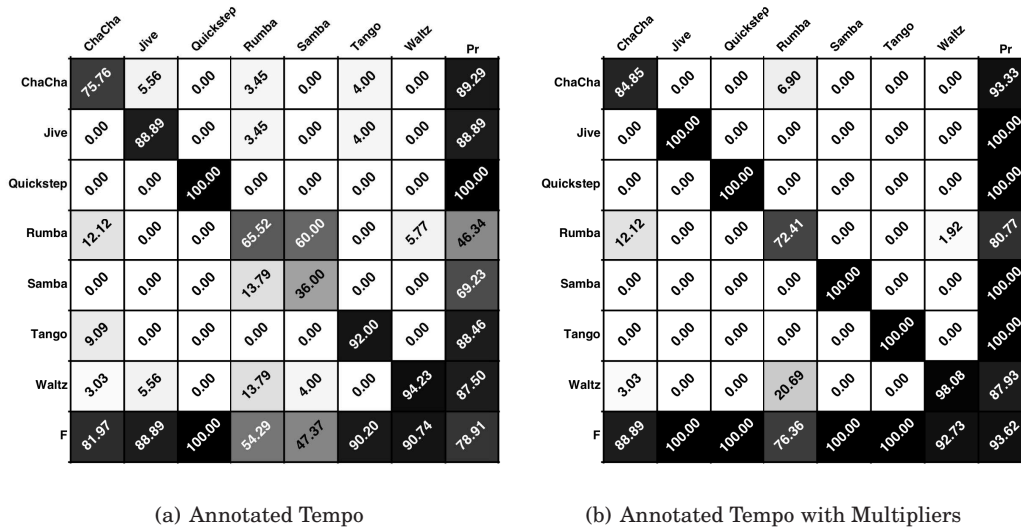 ChaCha Jive Quickstep Rumba Samba Tango Waltz Pr
ChaCha 75.76 5.56 0.00 3.45 0.00 4.00 0.00 89.29
Jive 0.00 88.89 0.00 3.45 0.00 4.00 0.00 88.89
Quickstep 0.00 0.00 100.00 0.00 0.00 0.00 0.00 100.00
Rumba 12.12 0.00 0.00 65.52 60.00 0.00 5.77 46.34
Samba 0.00 0.00 0.00 13.79 36.00 0.00 0.00 69.23
Tango 9.09 0.00 0.00 0.00 0.00 92.00 0.00 88.46
Waltz 3.03 5.56 0.00 13.79 4.00 0.00 94.23 87.50
F 81.97 88.89 100.00 54.29 47.37 90.20 90.74 78.91
(a) Annotated Tempo
ChaCha Jive Quickstep Rumba Samba Tango Waltz Pr
ChaCha 84.85 0.00 0.00 6.90 0.00 0.00 0.00 93.33
Jive 0.00 100.00 0.00 0.00 0.00 0.00 0.00 100.00
Quickstep 0.00 0.00 100.00 0.00 0.00 0.00 0.00 100.00
Rumba 12.12 0.00 0.00 72.41 0.00 0.00 1.92 80.77
Samba 0.00 0.00 0.00 0.00 100.00 0.00 0.00 100.00
Tango 0.00 0.00 0.00 0.00 0.00 100.00 0.00 100.00
Waltz 3.03 0.00 0.00 20.69 0.00 0.00 98.08 87.93
F 88.89 100.00 100.00 76.36 100.00 100.00 92.73 93.62
(b) Annotated Tempo with Multipliers